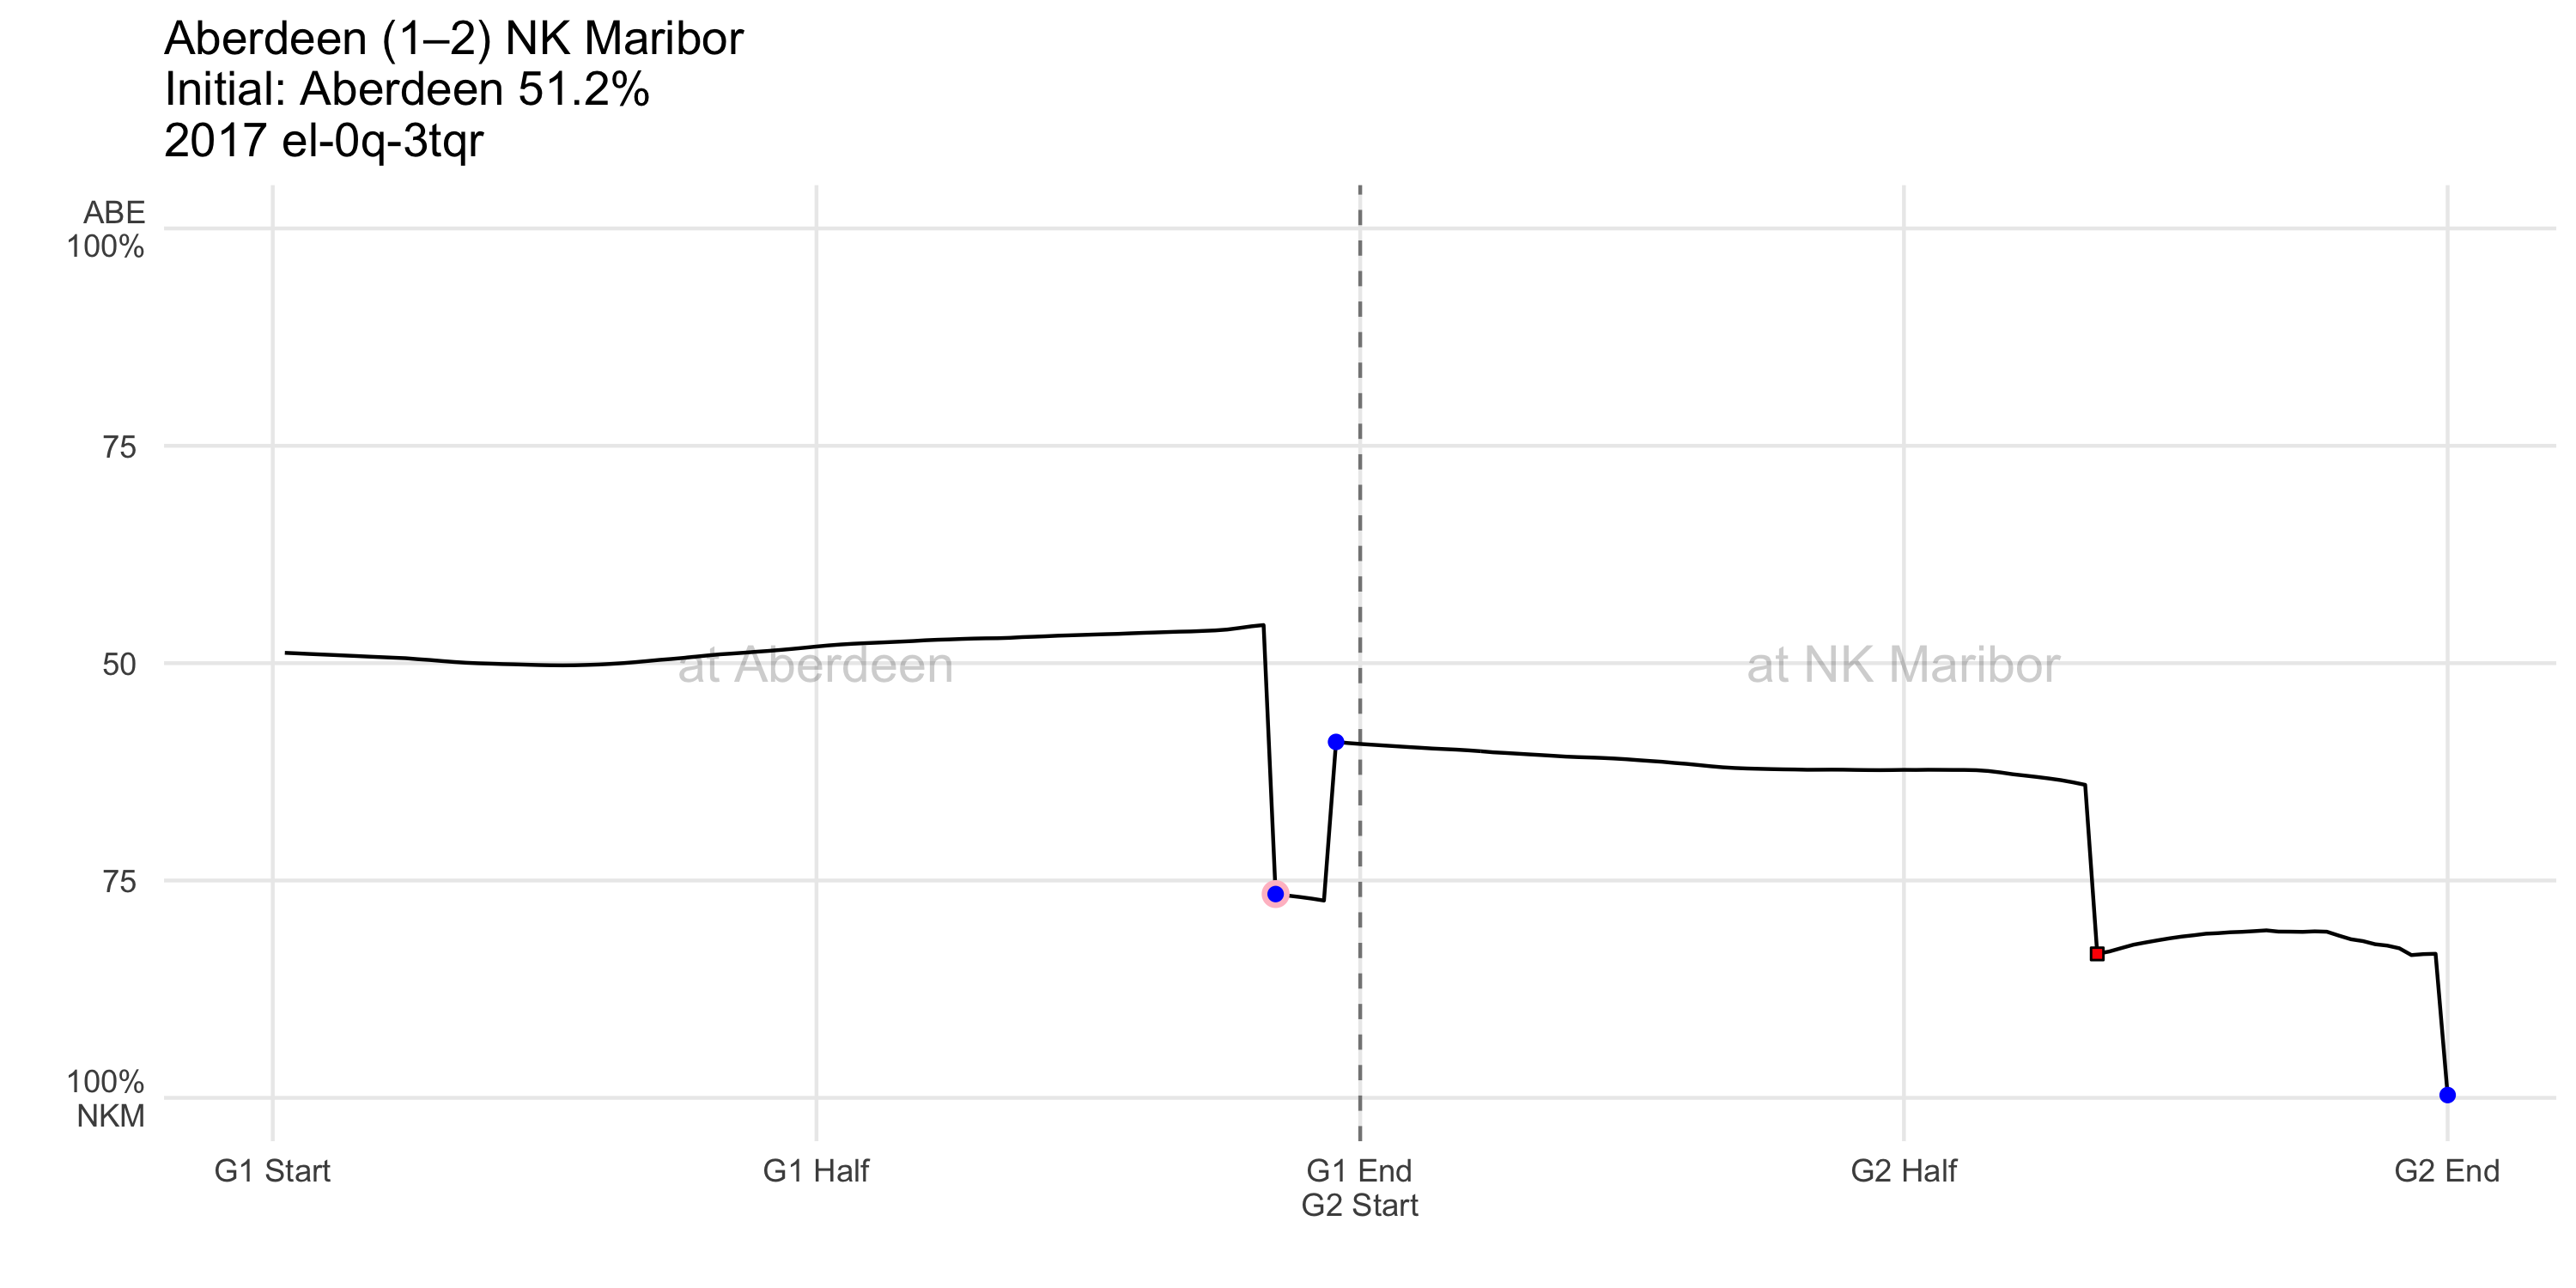 Aberdeen (1–2) NK Maribor
Initial: Aberdeen 51.2%
2017 el-0q-3tqr
ABE
100%
75
50
75
100%
NKM
at Aberdeen
at NK Maribor
G1 Start
G1 Half
G1 End
G2 Start
G2 Half
G2 End